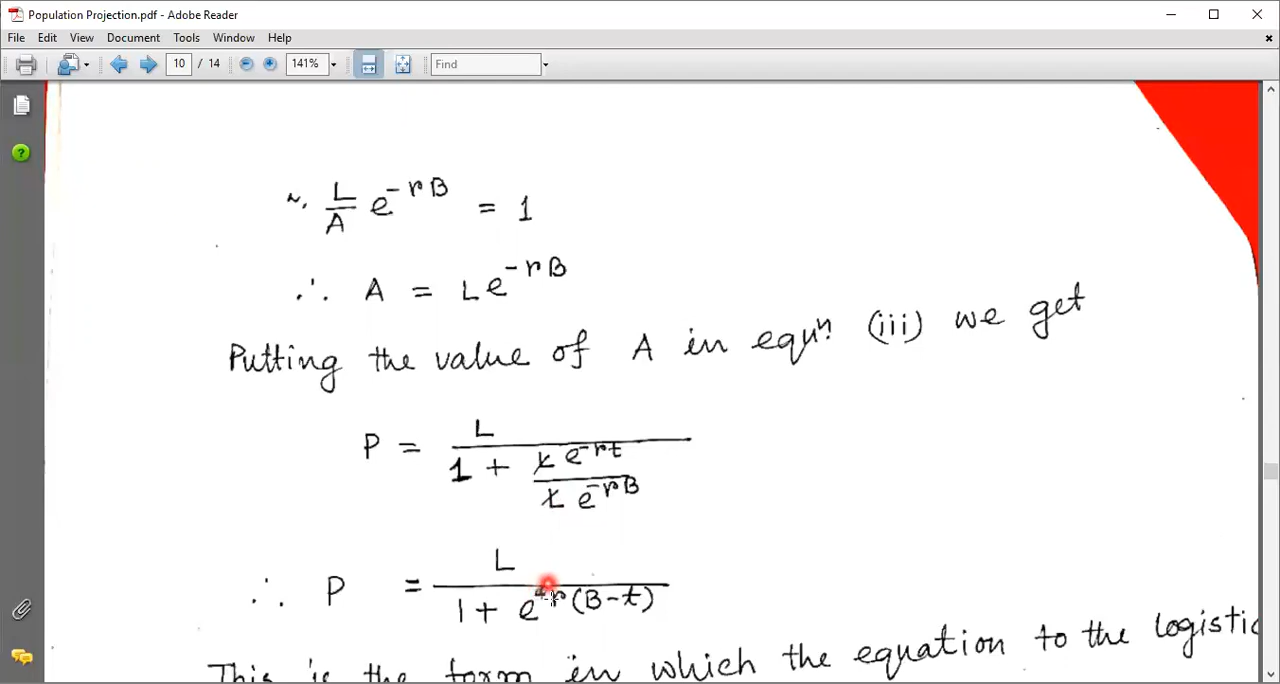 Population Projection.pdf - Adobe Reader
File Edit View Document Tools Window Help
10 / 14 141% Find
~, L/A e^{-rB} = 1
∴ A = Le^{-rB}
Putting the value of A in equⁿ. (iii) we get
P = L / (1 + (L e^{-rt} / L e^{-rB}))
∴ P = L / (1 + e^{r(B-t)})
This is the form in which the equation to the logistic